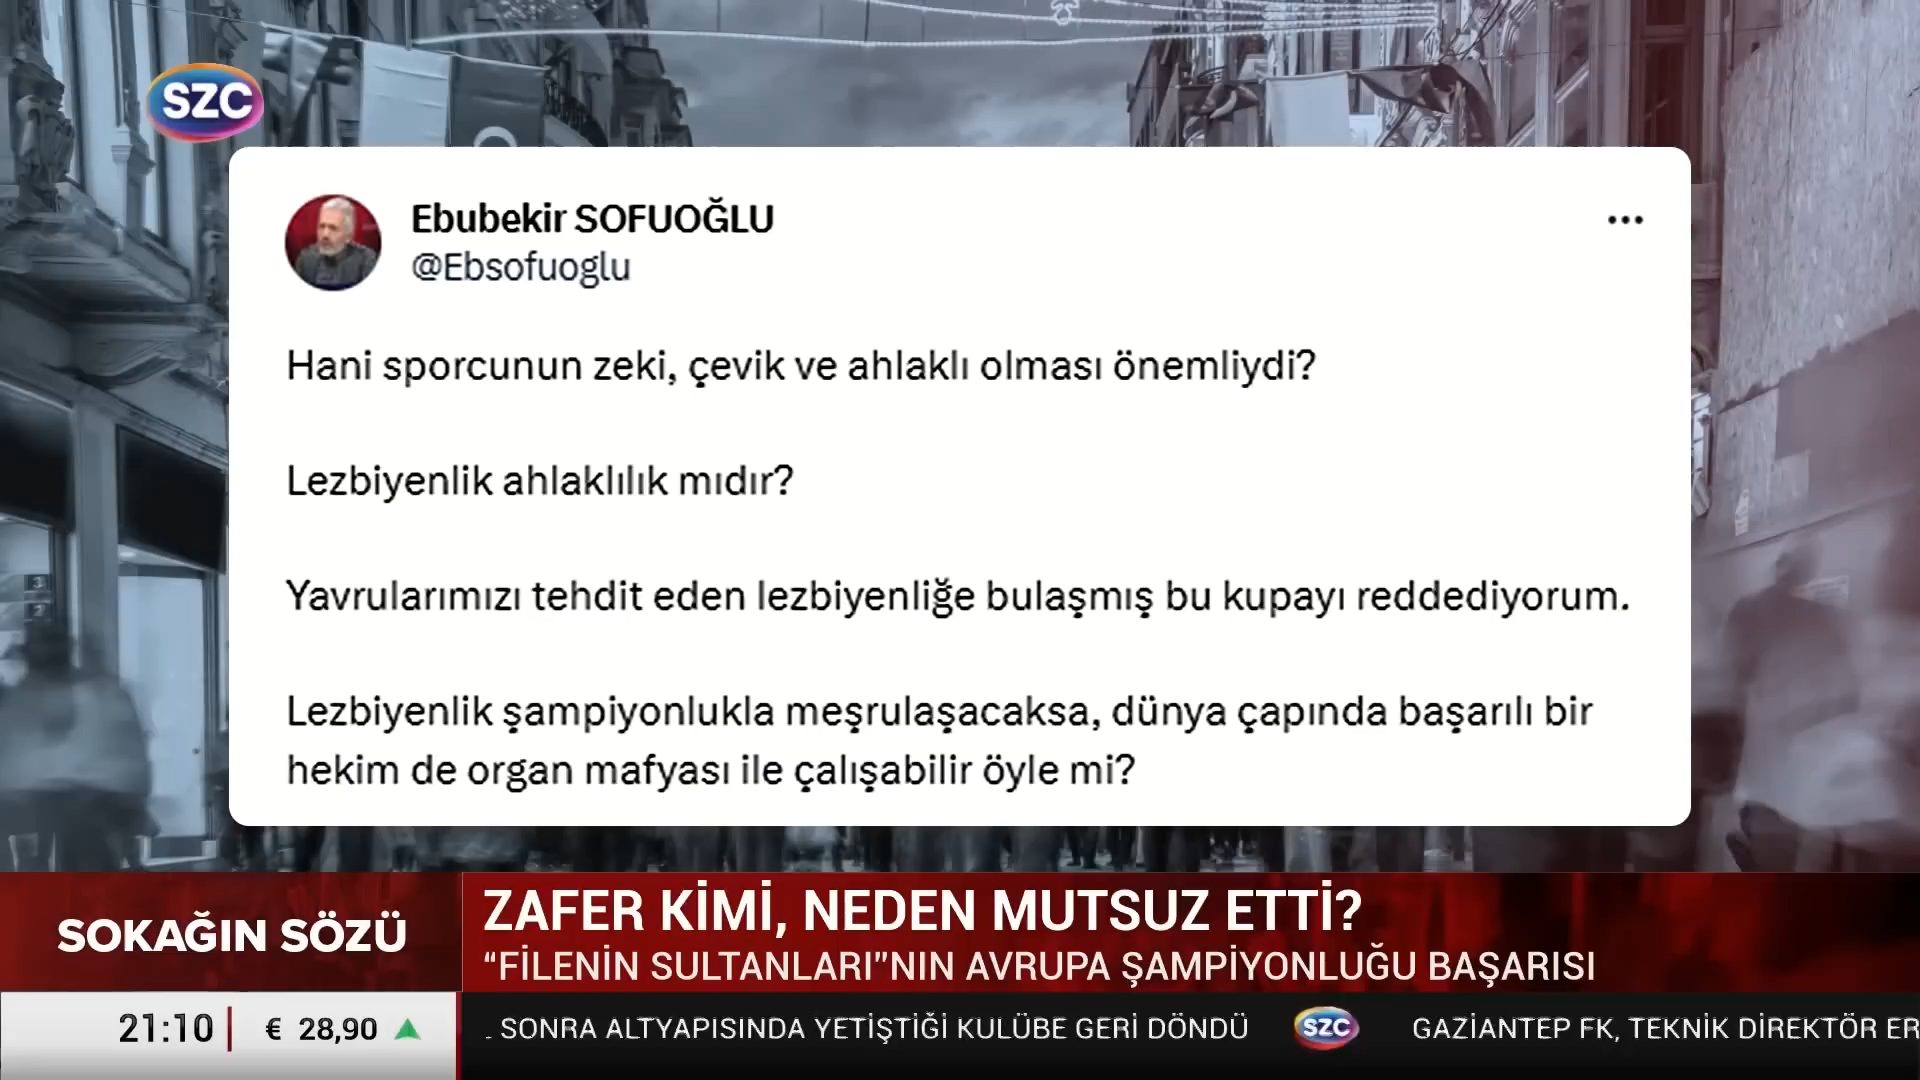 SZC
Ebubekir SOFUOĞLU
@Ebsofuoglu
Hani sporcunun zeki, çevik ve ahlaklı olması önemliydi?
Lezbiyenlik ahlaklılık mıdır?
Yavrularımızı tehdit eden lezbiyenliğe bulaşmış bu kupayı reddediyorum.
Lezbiyenlik şampiyonlukla meşrulaşacaksa, dünya çapında başarılı bir
hekim de organ mafyası ile çalışabilir öyle mi?
SOKAĞIN SÖZÜ
ZAFER KİMİ, NEDEN MUTSUZ ETTİ?
“FİLENİN SULTANLARI”NIN AVRUPA ŞAMPİYONLUĞU BAŞARISI
21:10 € 28,90
. SONRA ALTYAPISINDA YETİŞTİĞİ KULÜBE GERİ DÖNDÜ SZC GAZİANTEP FK, TEKNİK DİREKTÖR ER